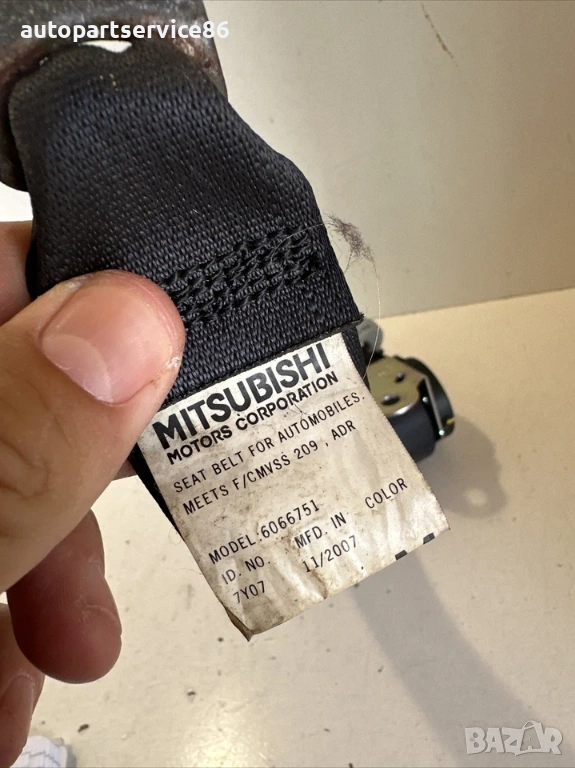 autopartservice86
MITSUBISHI
MOTORS CORPORATION
SEAT BELT FOR AUTOMOBILES.
MEETS F/CMVSS 209 , ADR
MODEL:6066751
ID. NO. MFD. IN COLOR
7Y07 11/2007
BAZAR